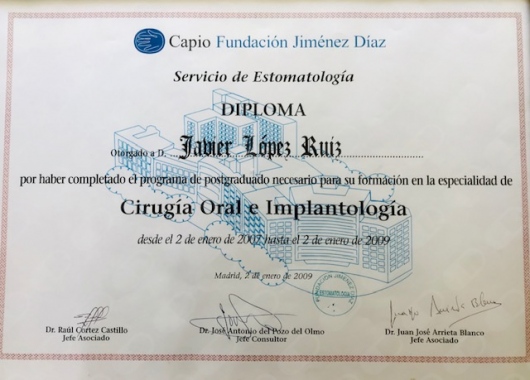 Capio Fundación Jiménez Díaz
Servicio de Estomatología
DIPLOMA
Otorgado a D. Javier López Ruiz
por haber completado el programa de postgraduado necesario para su formación en la especialidad de
Cirugía Oral e Implantología
desde el 2 de enero de 2007 hasta el 2 de enero de 2009
Madrid, 2 de enero de 2009
FUNDACIÓN JIMÉNEZ
ESTOMATOLOGÍA
Dr. Raúl Cortez Castillo
Jefe Asociado
Dr. José Antonio del Pozo del Olmo
Jefe Consultor
Dr. Juan José Arrieta Blanco
Jefe Asociado